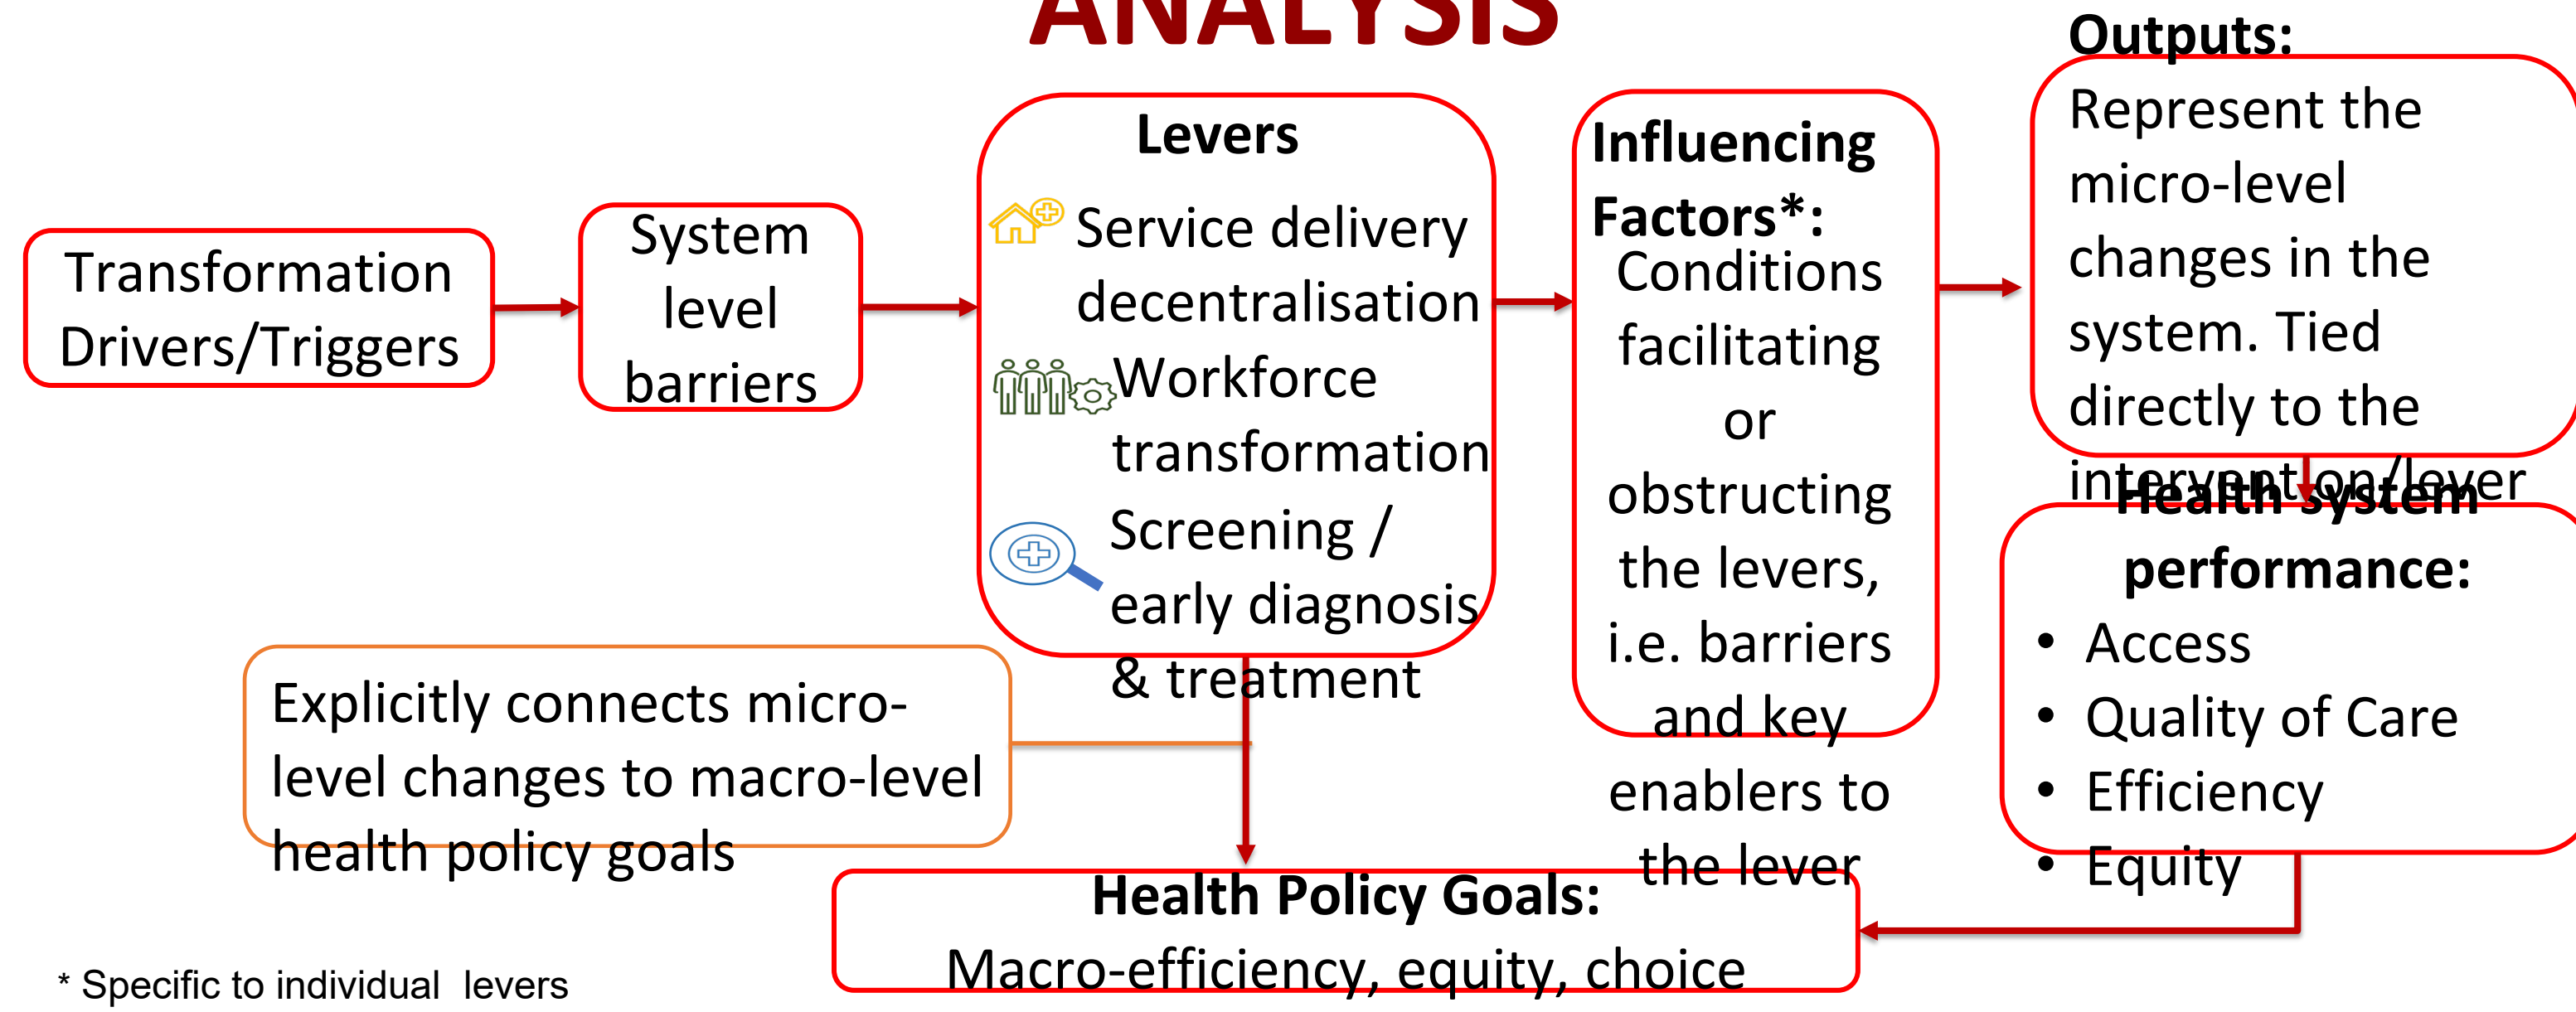 ANALYSIS
Transformation
Drivers/Triggers
System
level
barriers
Levers
Service delivery
decentralisation
Workforce
transformation
Screening /
early diagnosis
& treatment
Influencing
Factors*:
Conditions
facilitating
or
obstructing
the levers,
i.e. barriers
and key
enablers to
the lever
Outputs:
Represent the
micro-level
changes in the
system. Tied
directly to the
intervention/lever
Health system
performance:
• Access
• Quality of Care
• Efficiency
• Equity
Explicitly connects micro-
level changes to macro-level
health policy goals
Health Policy Goals:
Macro-efficiency, equity, choice
* Specific to individual levers